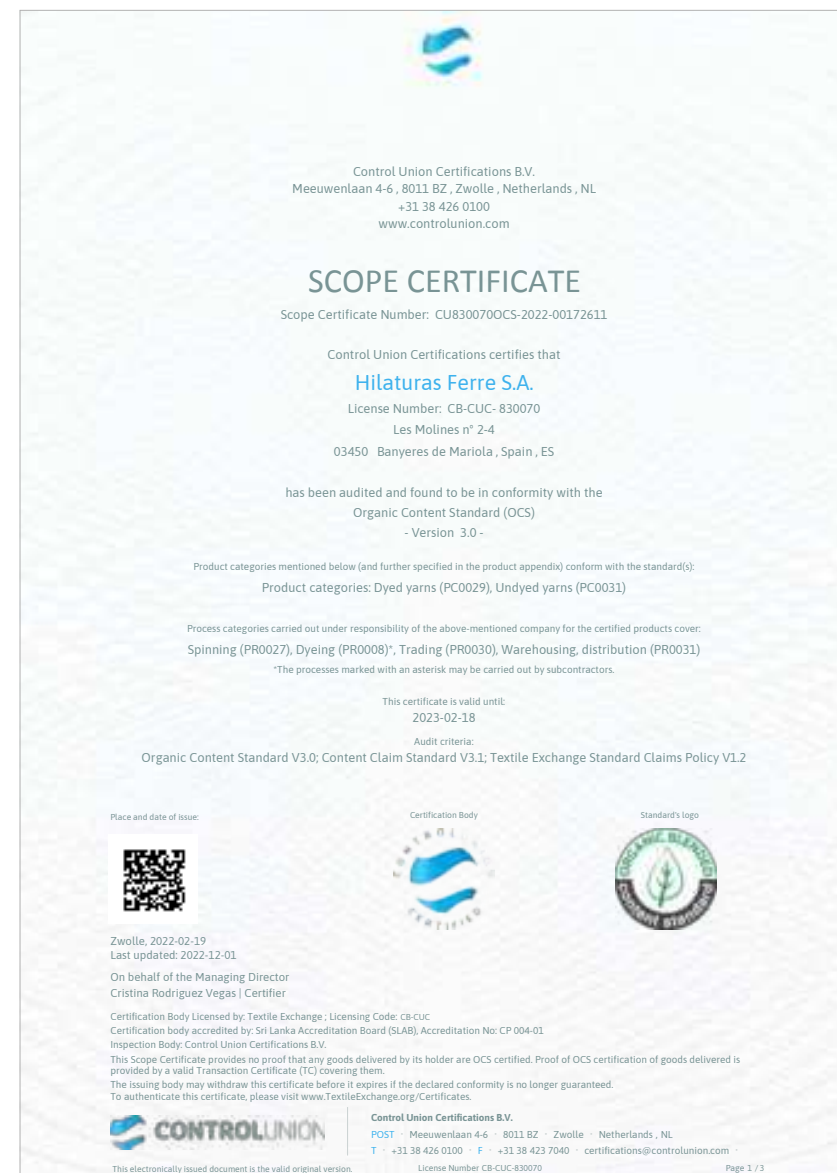 Control Union Certifications B.V.
Meeuwenlaan 4-6 , 8011 BZ , Zwolle , Netherlands , NL
+31 38 426 0100
www.controlunion.com
SCOPE CERTIFICATE
Scope Certificate Number: CU830070OCS-2022-00172611
Control Union Certifications certifies that
Hilaturas Ferre S.A.
License Number: CB-CUC- 830070
Les Molines n° 2-4
03450 Banyeres de Mariola , Spain , ES
has been audited and found to be in conformity with the
Organic Content Standard (OCS)
- Version 3.0 -
Product categories mentioned below (and further specified in the product appendix) conform with the standard(s):
Product categories: Dyed yarns (PC0029), Undyed yarns (PC0031)
Process categories carried out under responsibility of the above-mentioned company for the certified products cover:
Spinning (PR0027), Dyeing (PR0008)*, Trading (PR0030), Warehousing, distribution (PR0031)
*The processes marked with an asterisk may be carried out by subcontractors.
This certificate is valid until:
2023-02-18
Audit criteria:
Organic Content Standard V3.0; Content Claim Standard V3.1; Textile Exchange Standard Claims Policy V1.2
Place and date of issue:
Certification Body
Standard's logo
CONTROL UNION
CERTIFIED
ORGANIC BLENDED
content standard
Zwolle, 2022-02-19
Last updated: 2022-12-01
On behalf of the Managing Director
Cristina Rodriguez Vegas | Certifier
Certification Body Licensed by: Textile Exchange ; Licensing Code: CB-CUC
Certification body accredited by: Sri Lanka Accreditation Board (SLAB), Accreditation No: CP 004-01
Inspection Body: Control Union Certifications B.V.
This Scope Certificate provides no proof that any goods delivered by its holder are OCS certified. Proof of OCS certification of goods delivered is
provided by a valid Transaction Certificate (TC) covering them.
The issuing body may withdraw this certificate before it expires if the declared conformity is no longer guaranteed.
To authenticate this certificate, please visit www.TextileExchange.org/Certificates.
CONTROLUNION
Control Union Certifications B.V.
POST · Meeuwenlaan 4-6 · 8011 BZ · Zwolle · Netherlands , NL
T · +31 38 426 0100 · F · +31 38 423 7040 · certifications@controlunion.com ·
This electronically issued document is the valid original version.
License Number CB-CUC-830070
Page 1 / 3